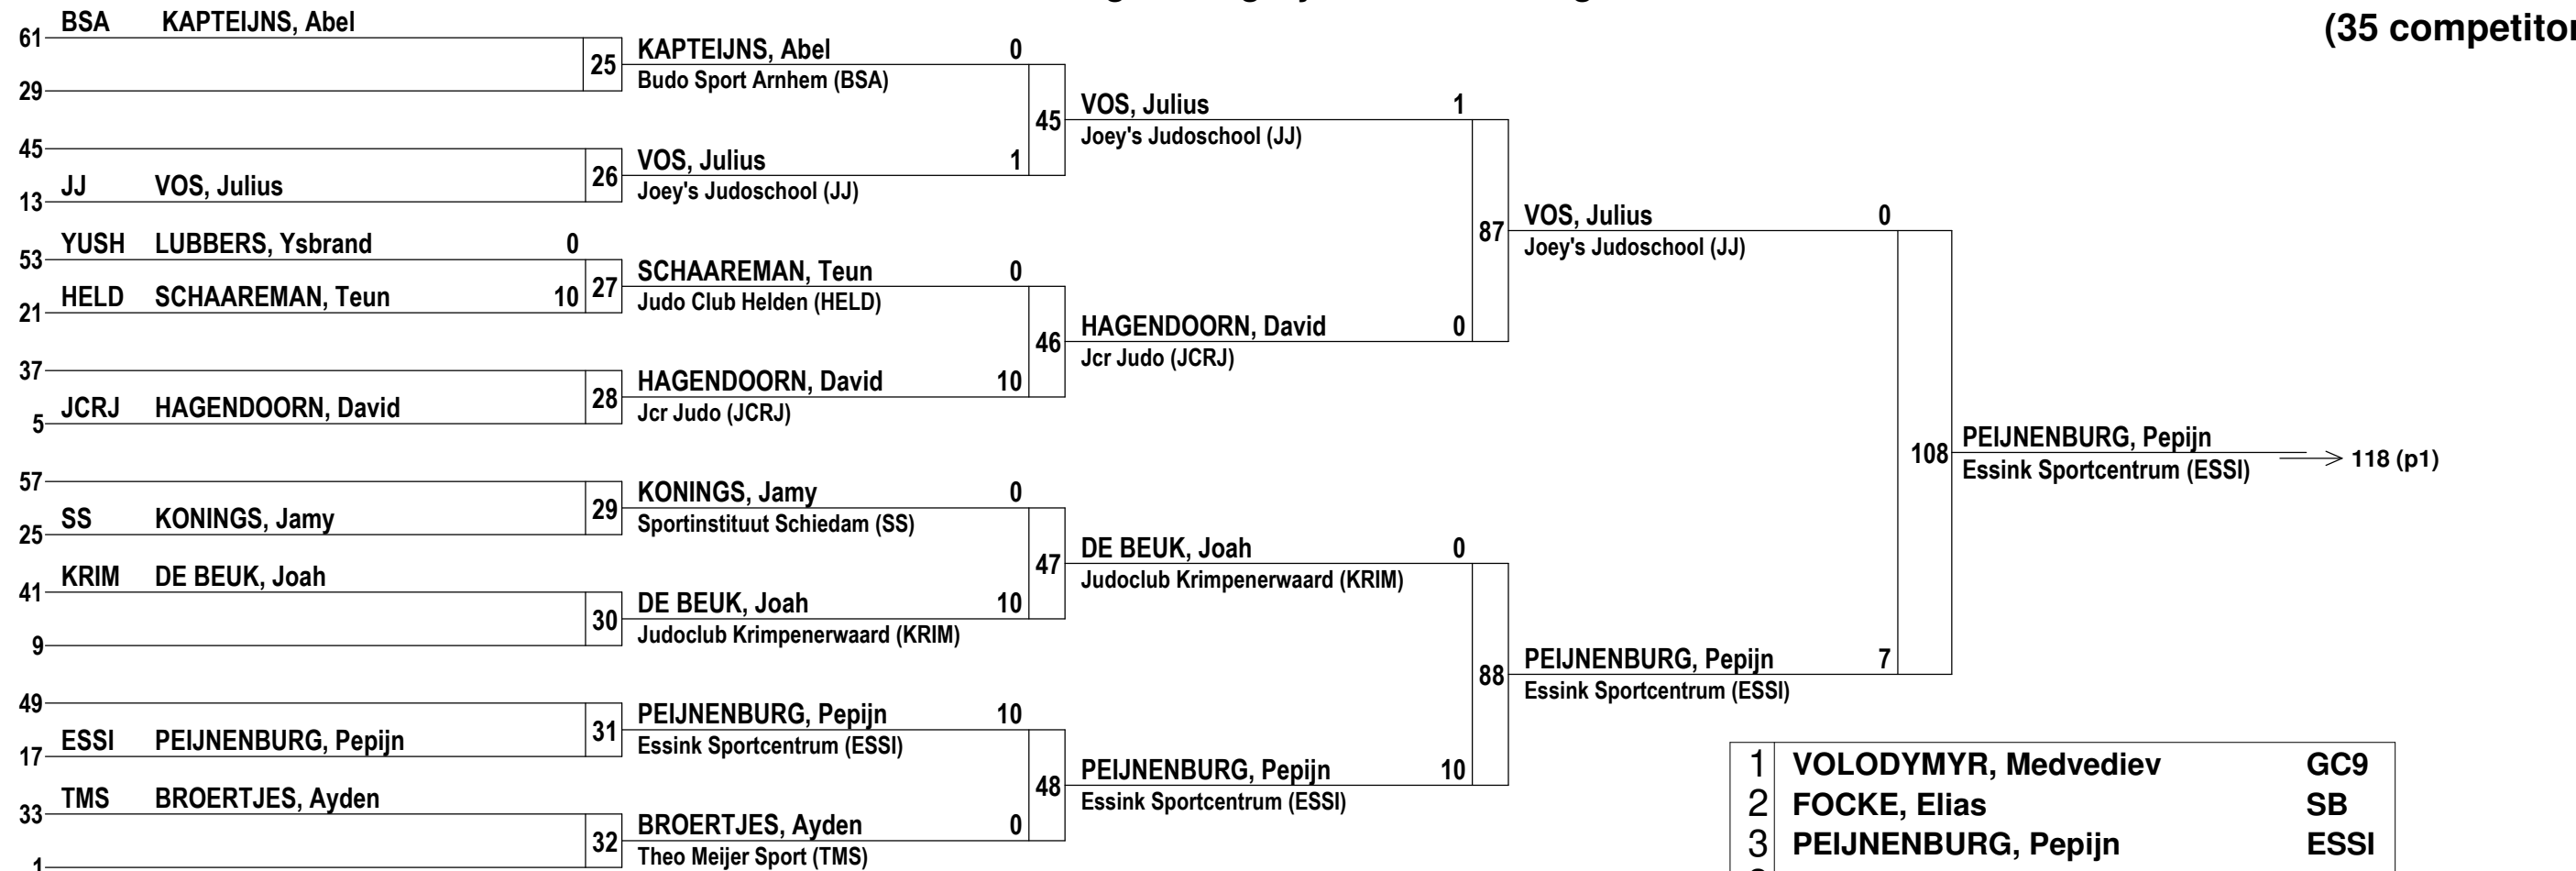 (35 competitor
61 BSA KAPTEIJNS, Abel
25 KAPTEIJNS, Abel 0
Budo Sport Arnhem (BSA)
29
45 VOS, Julius 1
Joey's Judoschool (JJ)
45
26 VOS, Julius 1
Joey's Judoschool (JJ)
13 JJ VOS, Julius
87 VOS, Julius 0
Joey's Judoschool (JJ)
53 YUSH LUBBERS, Ysbrand 0
27 SCHAAREMAN, Teun 0
Judo Club Helden (HELD)
21 HELD SCHAAREMAN, Teun 10
46 HAGENDOORN, David 0
Jcr Judo (JCRJ)
37
28 HAGENDOORN, David 10
Jcr Judo (JCRJ)
5 JCRJ HAGENDOORN, David
108 PEIJNENBURG, Pepijn
Essink Sportcentrum (ESSI)
118 (p1)
57
29 KONINGS, Jamy 0
Sportinstituut Schiedam (SS)
25 SS KONINGS, Jamy
47 DE BEUK, Joah 0
Judoclub Krimpenerwaard (KRIM)
41 KRIM DE BEUK, Joah
30 DE BEUK, Joah 10
Judoclub Krimpenerwaard (KRIM)
9
88 PEIJNENBURG, Pepijn 7
Essink Sportcentrum (ESSI)
49
31 PEIJNENBURG, Pepijn 10
Essink Sportcentrum (ESSI)
17 ESSI PEIJNENBURG, Pepijn
48 PEIJNENBURG, Pepijn 10
Essink Sportcentrum (ESSI)
33 TMS BROERTJES, Ayden
32 BROERTJES, Ayden 0
Theo Meijer Sport (TMS)
1
1 VOLODYMYR, Medvediev GC9
2 FOCKE, Elias SB
3 PEIJNENBURG, Pepijn ESSI